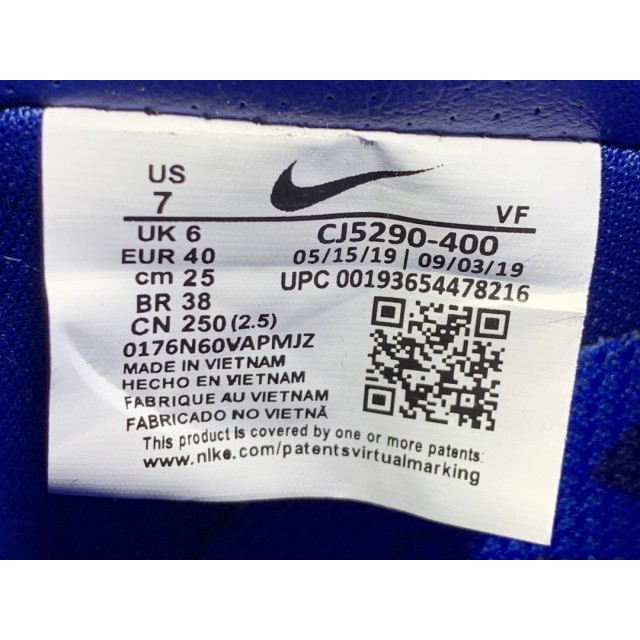 US
7
VF
UK 6
EUR 40
cm 25
BR 38
CN 250 (2.5)
0176N60VAPMJZ
MADE IN VIETNAM
HECHO EN VIETNAM
FABRIQUE AU VIETNAM
FABRICADO NO VIETNÃ
CJ5290-400
05/15/19 | 09/03/19
UPC 00193654478216
This product is covered by one or more patents:
www.nike.com/patentsvirtualmarking